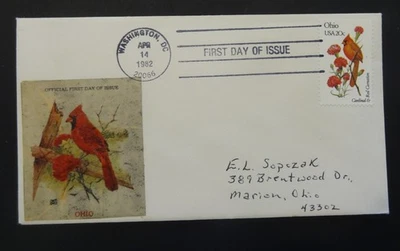 WASHINGTON, DC
APR
14
1982
20066
FIRST DAY OF ISSUE
Ohio
USA 20c
Cardinal & Red Carnation
OFFICIAL FIRST DAY OF ISSUE
OHIO
E.L. Sopczak
389 Brentwood Dr.,
Marion, Ohio
43302